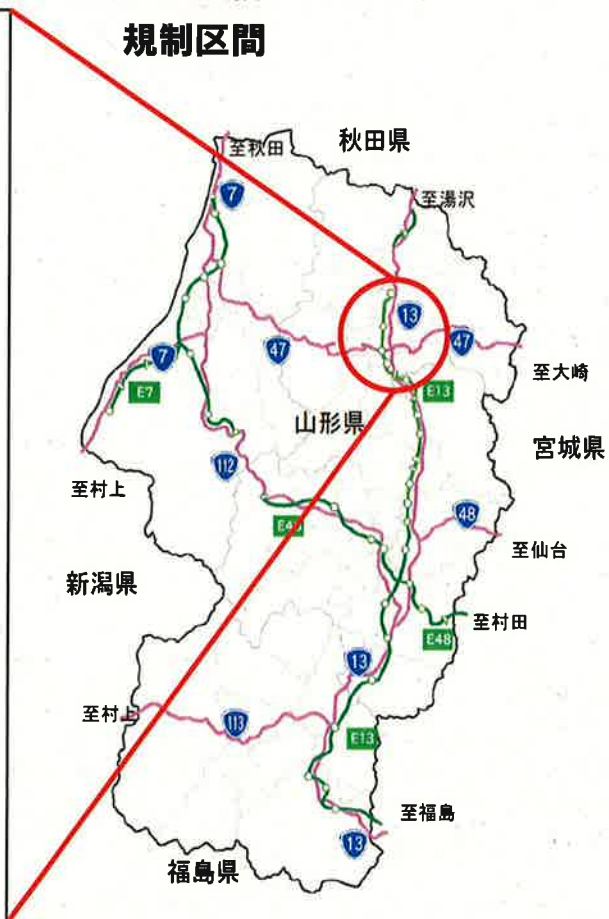 規制区間
秋田県
至秋田
7
至湯沢
13
47
47
7
E7
E13
至大崎
山形県
宮城県
112
至村上
48
至仙台
新潟県
至村田
E48
13
至村上
113
E13
至福島
13
福島県